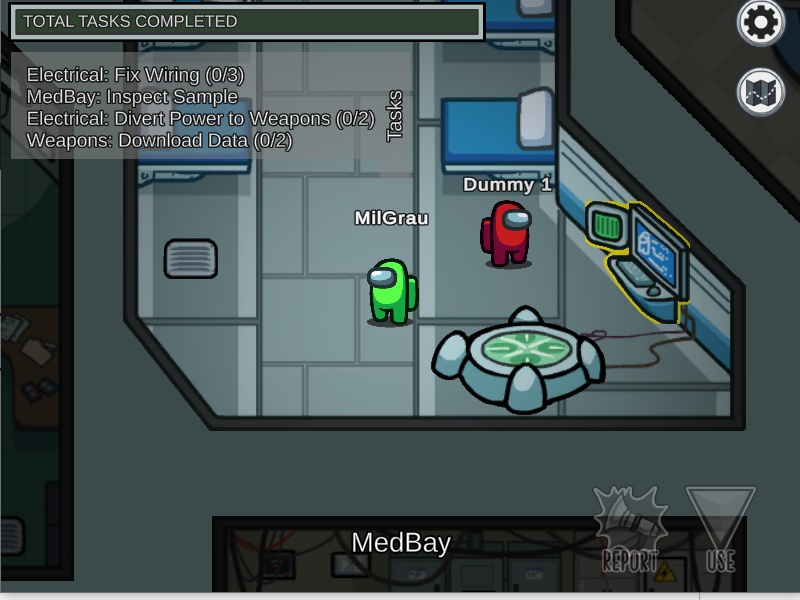 TOTAL TASKS COMPLETED
Electrical: Fix Wiring (0/3)
MedBay: Inspect Sample
Electrical: Divert Power to Weapons (0/2)
Weapons: Download Data (0/2)
Tasks
Dummy 1
MilGrau
REPORT
USE
MedBay